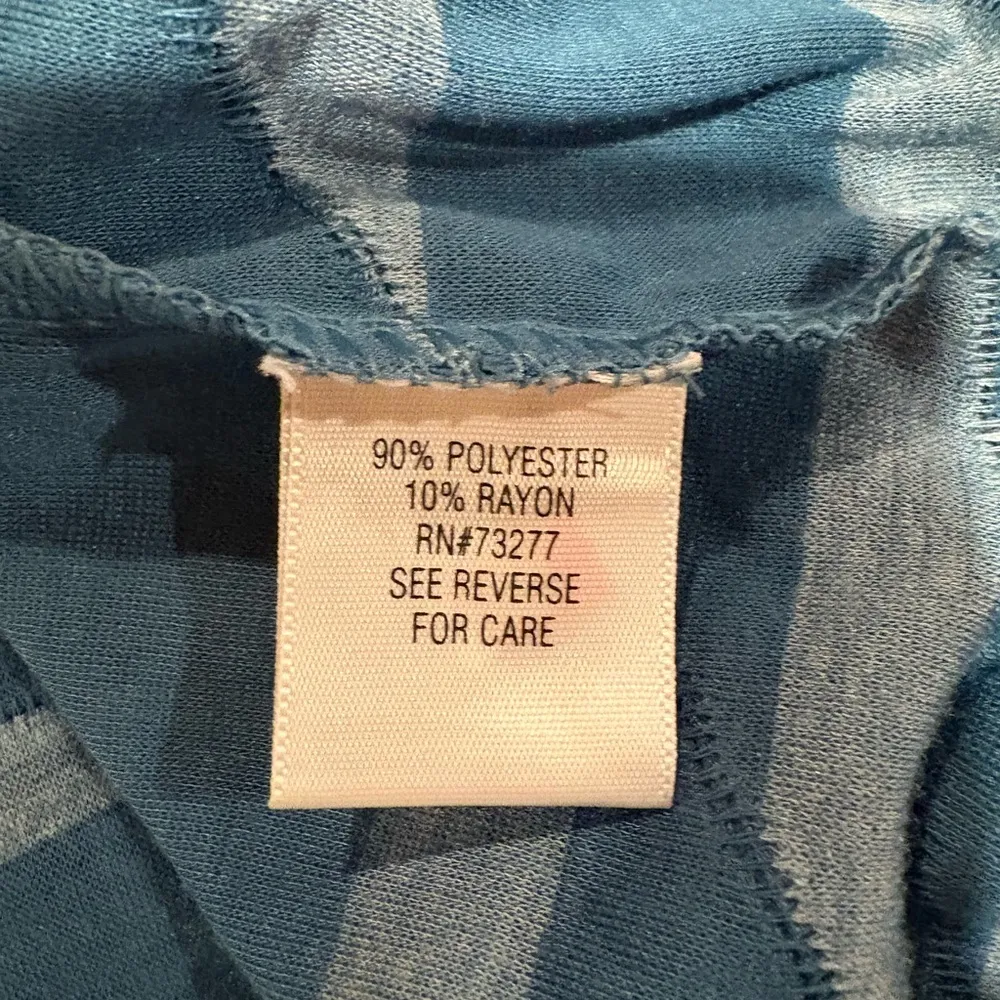 90% POLYESTER
10% RAYON
RN#73277
SEE REVERSE
FOR CARE